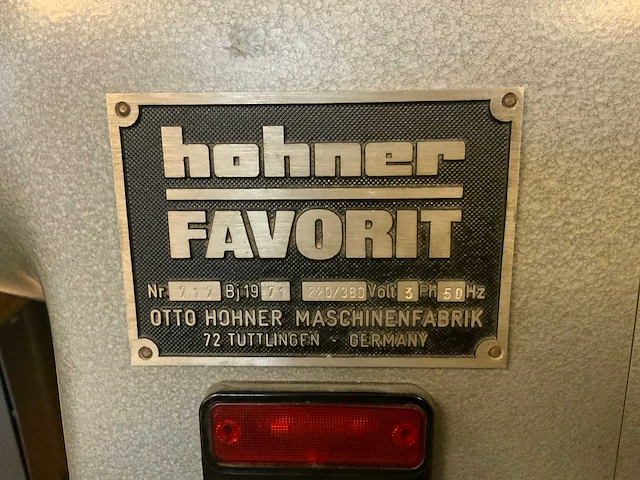 hohner
FAVORIT
Nr. 717 Bj 19 71 220/380 Volt 3 Ph 50 Hz
OTTO HOHNER MASCHINENFABRIK
72 TUTTLINGEN · GERMANY